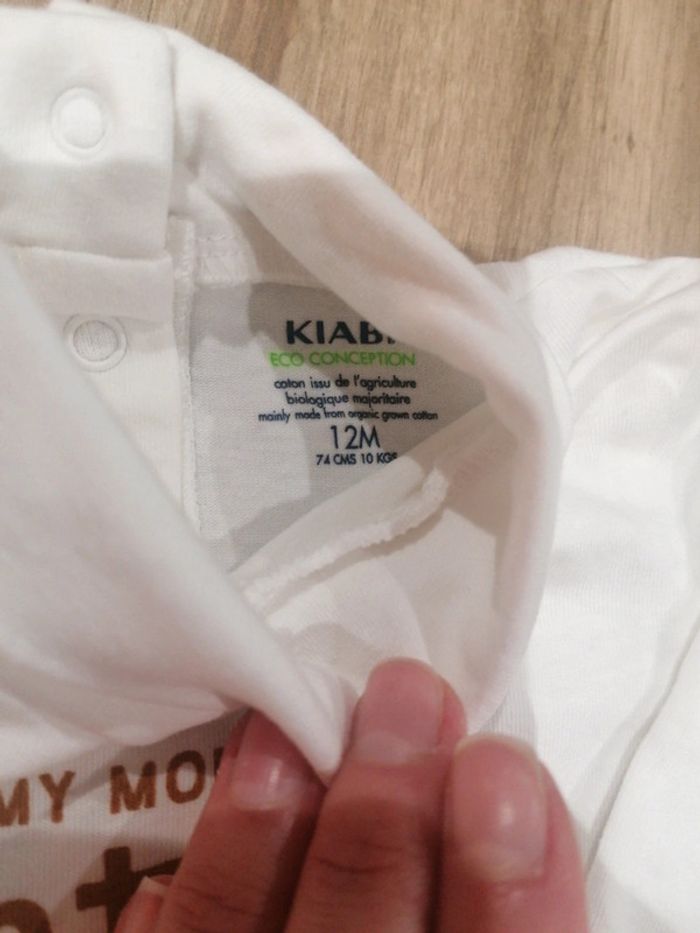 KIABI
ECO CONCEPTION
coton issu de l'agriculture
biologique majoritaire
mainly made from organic grown cotton
12M
74 CMS 10 KGS
MY